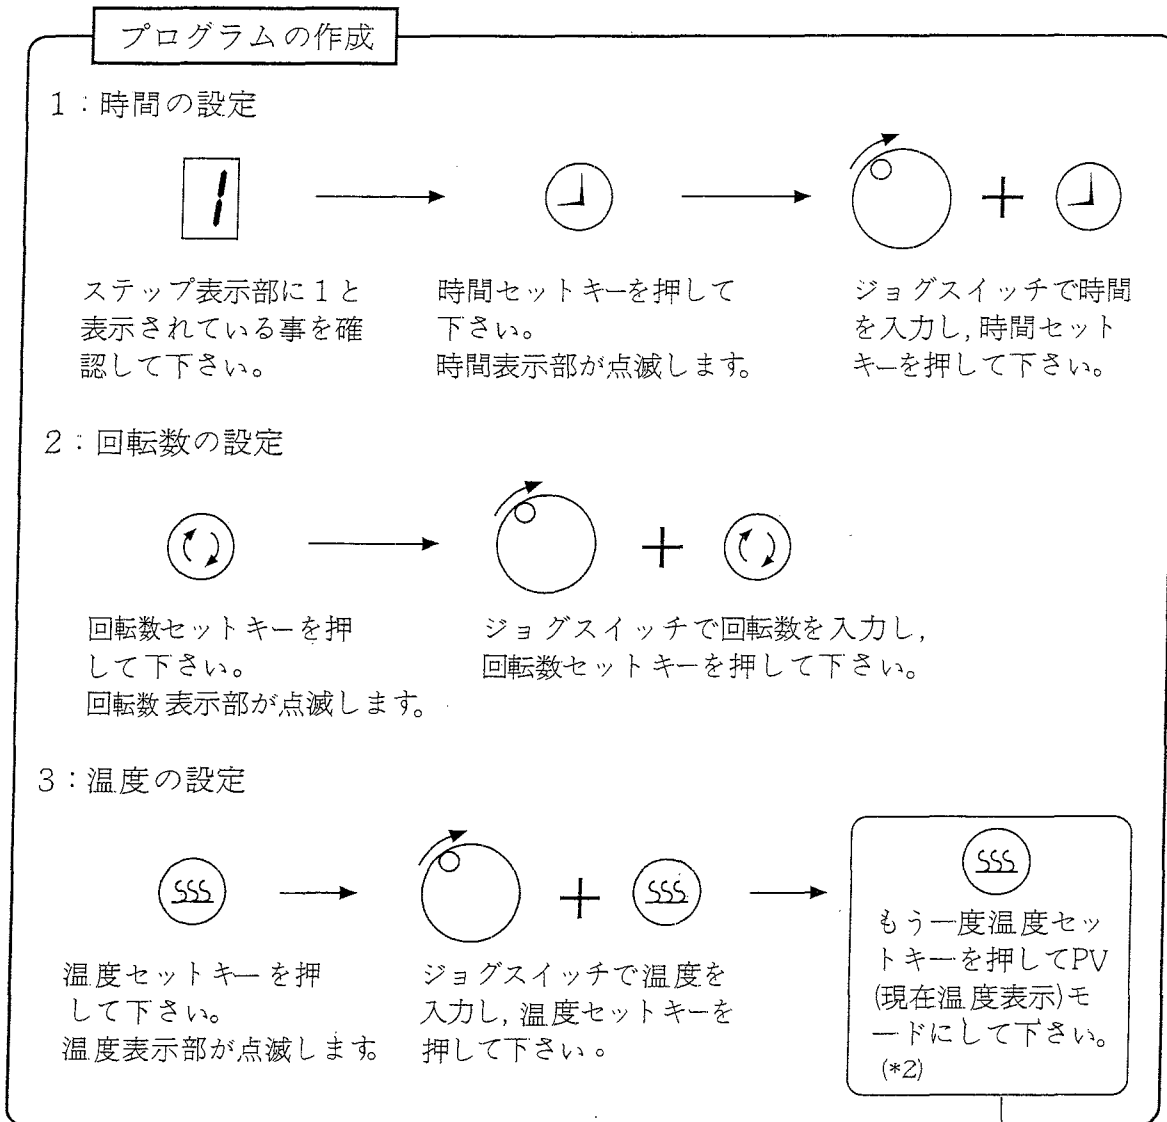 プログラムの作成
1：時間の設定
1
ステップ表示部に1と
表示されている事を確
認して下さい。
時間セットキーを押して
下さい。
時間表示部が点滅します。
ジョグスイッチで時間
を入力し,時間セット
キーを押して下さい。
2：回転数の設定
回転数セットキーを押
して下さい。
回転数表示部が点滅します。
ジョグスイッチで回転数を入力し,
回転数セットキーを押して下さい。
3：温度の設定
温度セットキーを押
して下さい。
温度表示部が点滅します
ジョグスイッチで温度を
入力し,温度セットキーを
押して下さい。
SSS
SSS
SSS
もう一度温度セッ
トキーを押してPV
(現在温度表示)モ
ードにして下さい。
(*2)